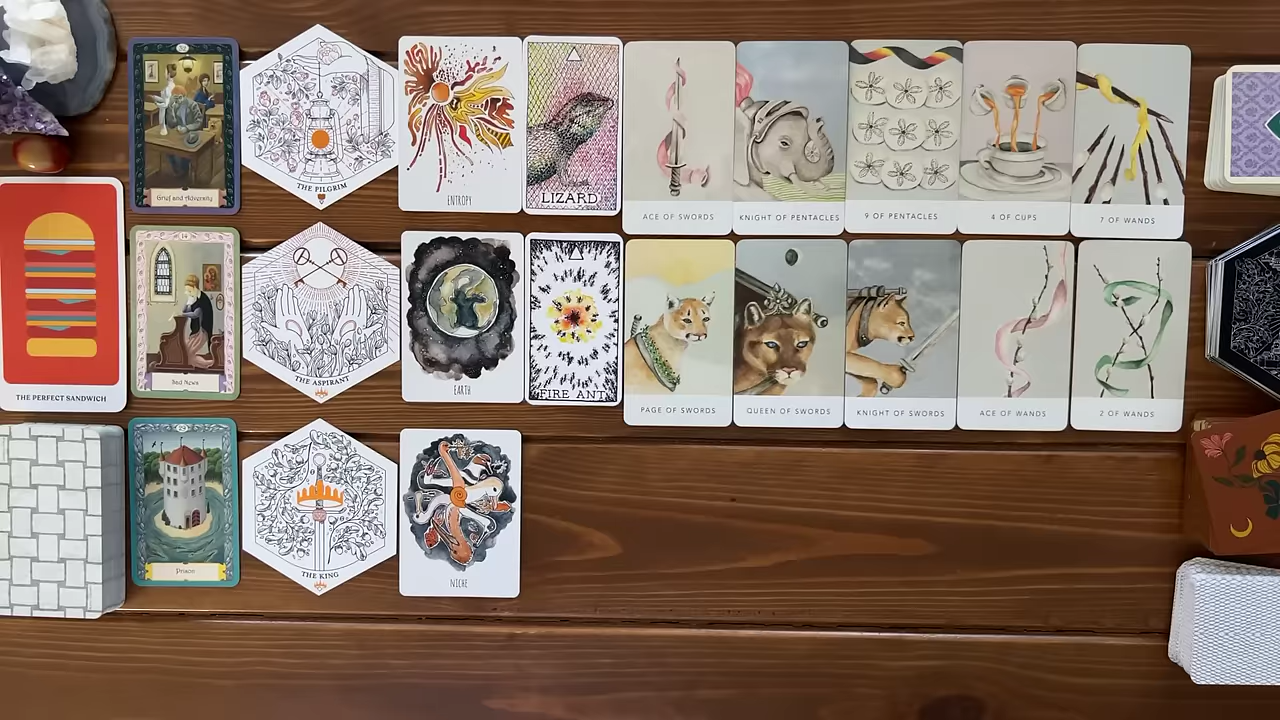 Grief and Adversity
THE PILGRIM
ENTROPY
LIZARD
ACE OF SWORDS
KNIGHT OF PENTACLES
9 OF PENTACLES
4 OF CUPS
7 OF WANDS
THE PERFECT SANDWICH
Bad News
THE ASPIRANT
EARTH
FIRE ANT
PAGE OF SWORDS
QUEEN OF SWORDS
KNIGHT OF SWORDS
ACE OF WANDS
2 OF WANDS
Prison
THE KING
NICHE